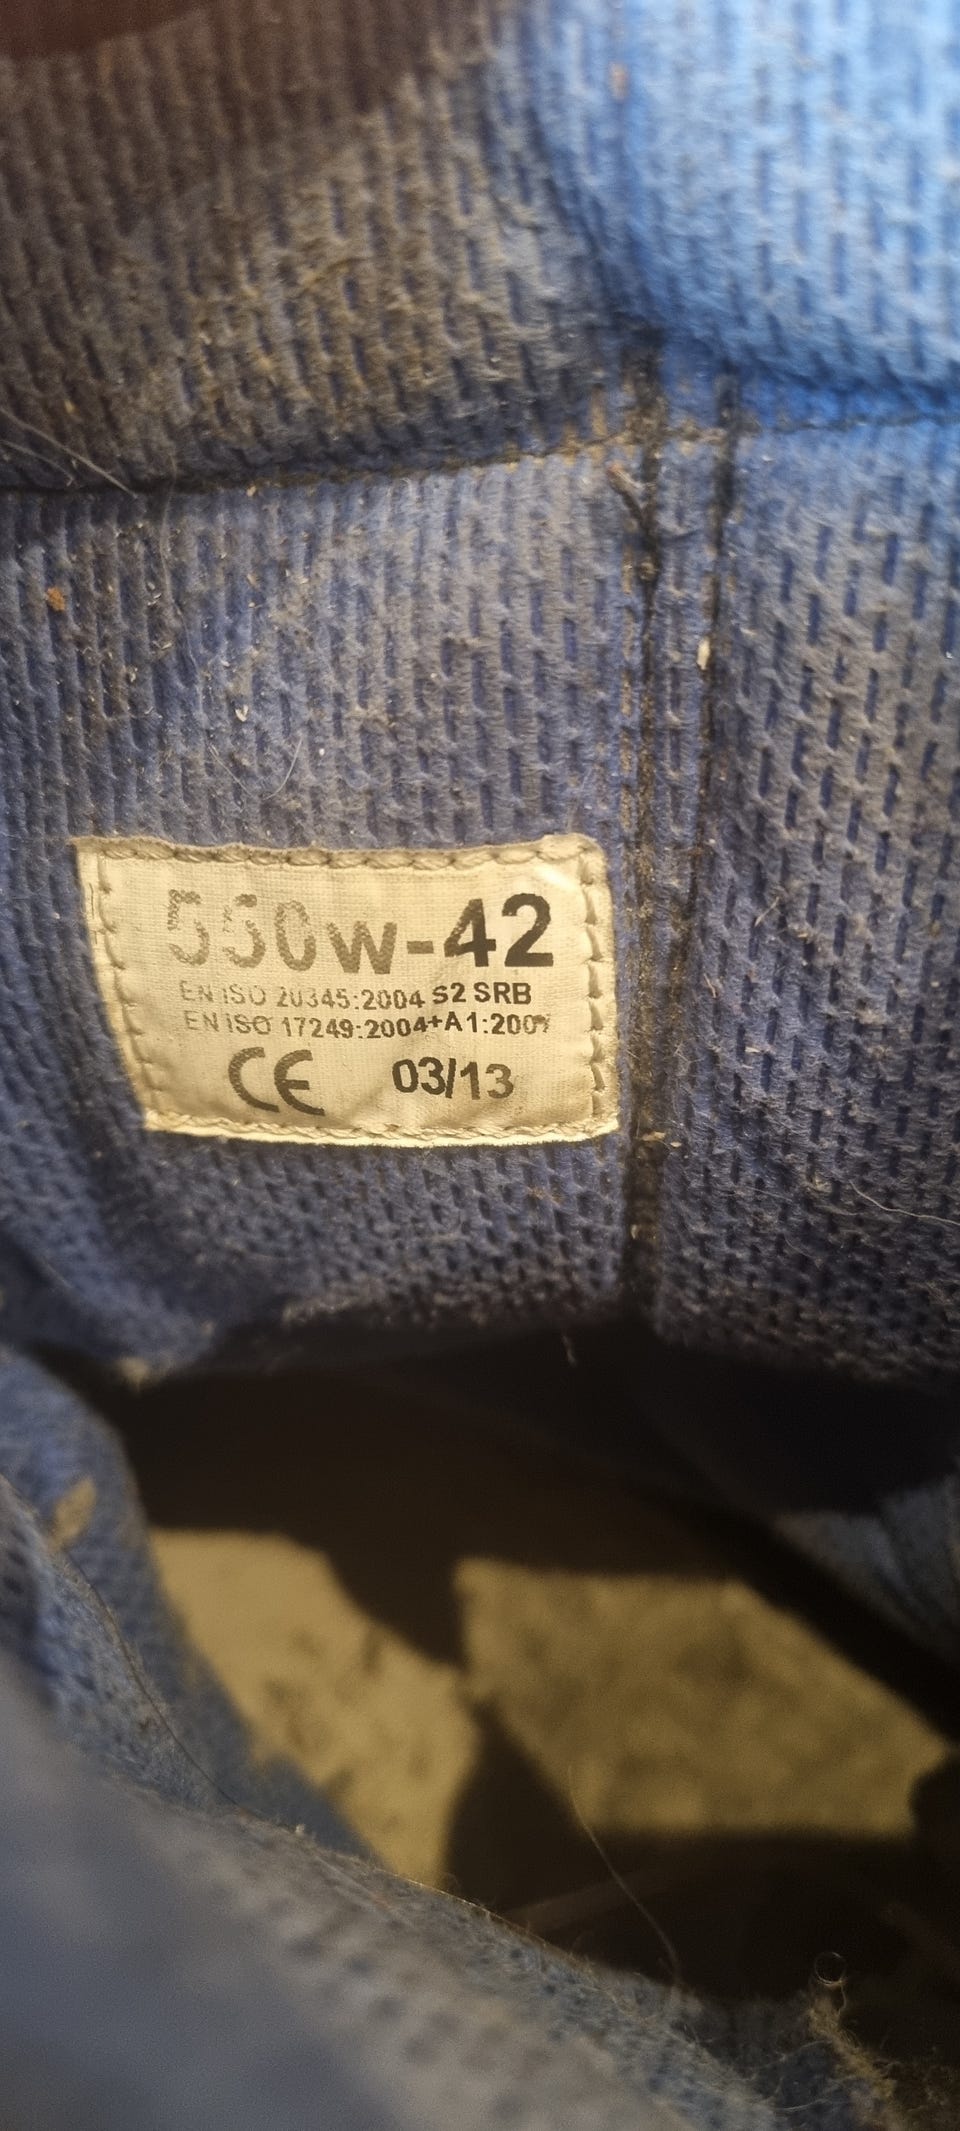 550w-42
EN ISO 20345:2004 S2 SRB
EN ISO 17249:2004+A1:2007
CE 03/13